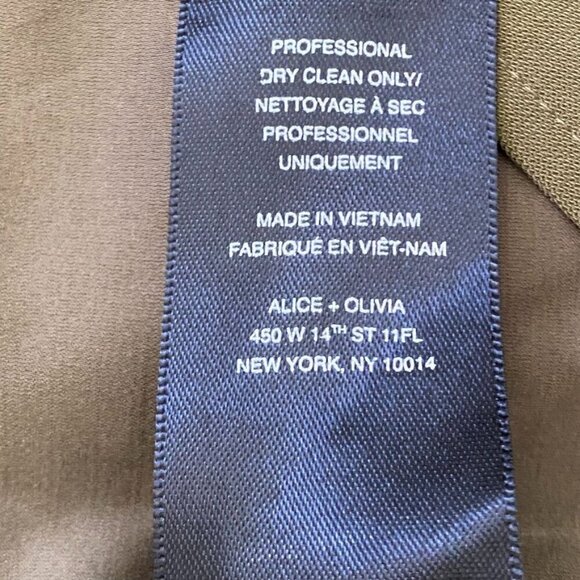 PROFESSIONAL
DRY CLEAN ONLY/
NETTOYAGE À SEC
PROFESSIONNEL
UNIQUEMENT
MADE IN VIETNAM
FABRIQUÉ EN VIÊT-NAM
ALICE + OLIVIA
450 W 14TH ST 11FL
NEW YORK, NY 10014